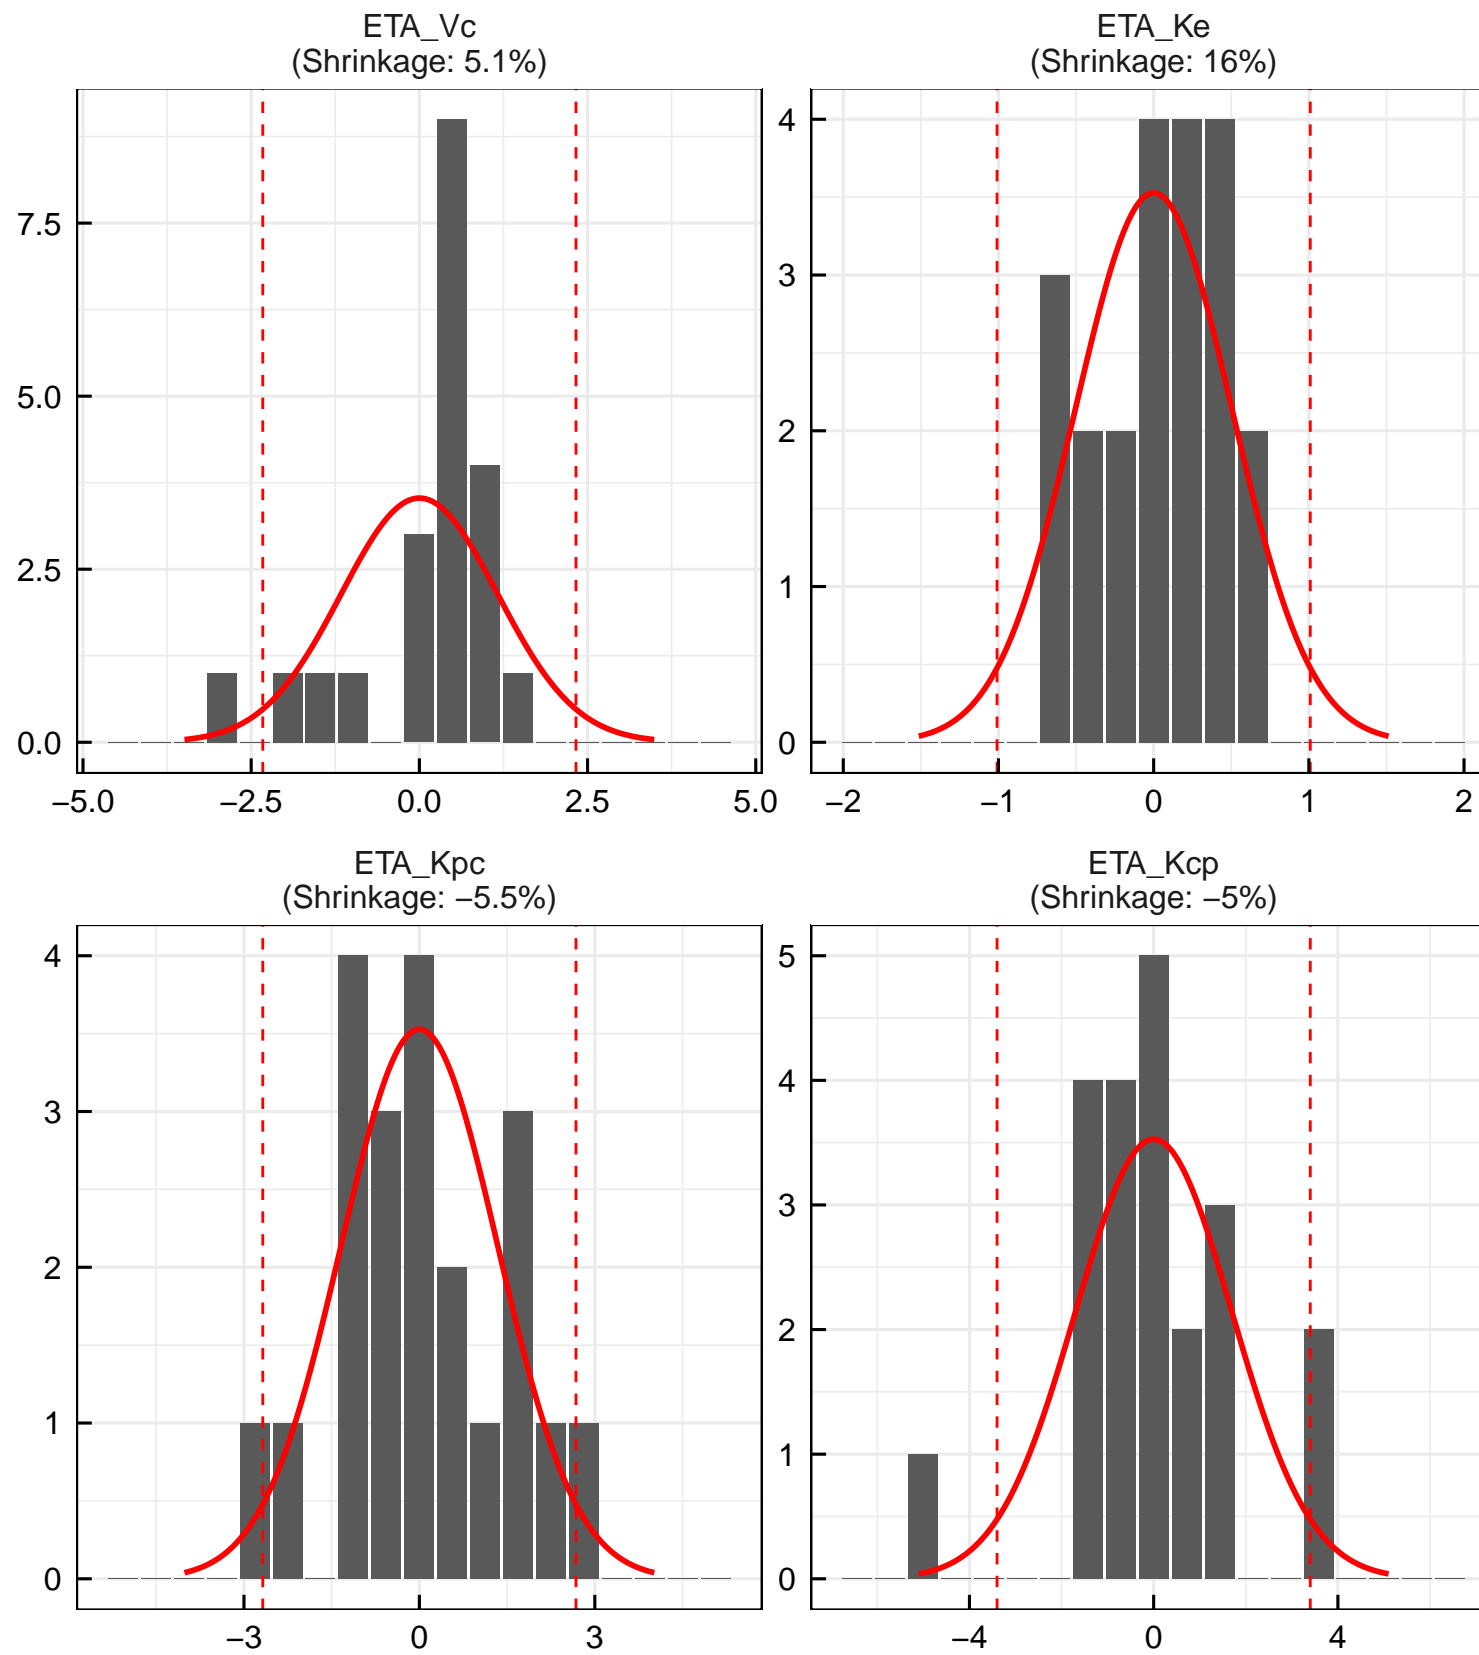 ETA_Vc
(Shrinkage: 5.1%)
7.5
5.0
2.5
0.0
−5.0 −2.5 0.0 2.5 5.0
ETA_Ke
(Shrinkage: 16%)
4
3
2
1
0
−2 −1 0 1 2
ETA_Kpc
(Shrinkage: −5.5%)
4
3
2
1
0
−3 0 3
ETA_Kcp
(Shrinkage: −5%)
5
4
3
2
1
0
−4 0 4